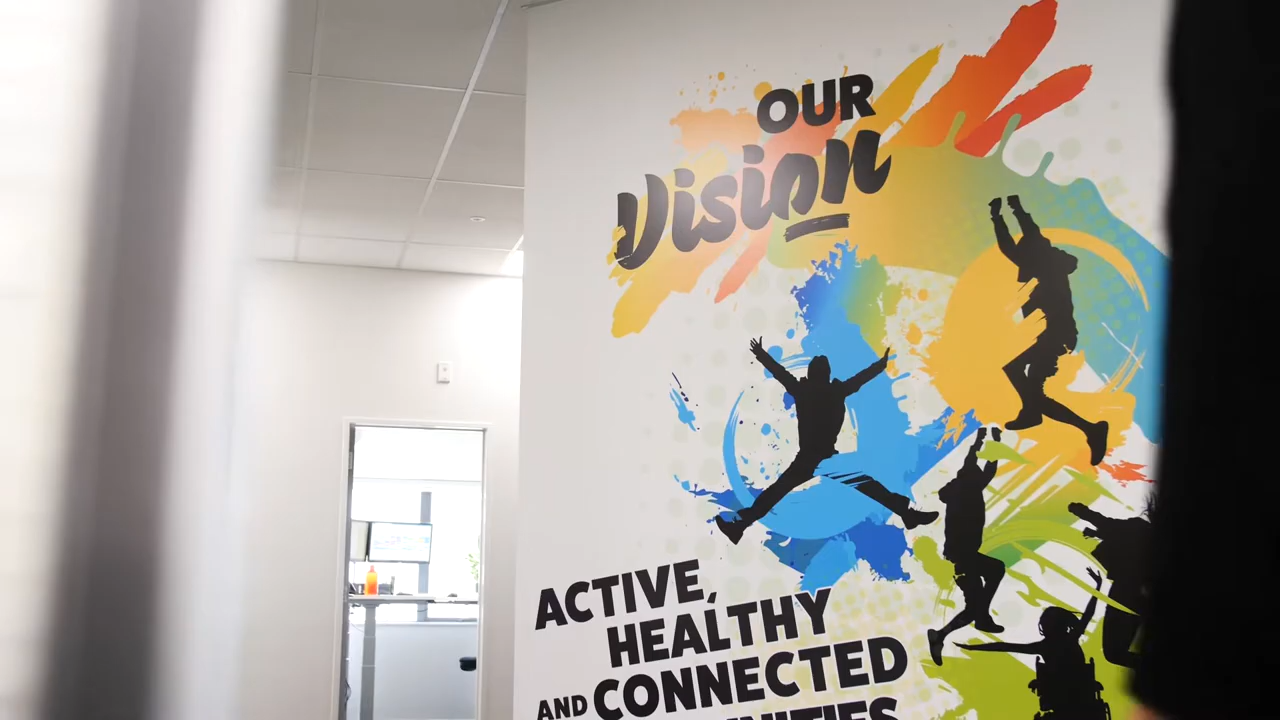 OUR
Vision
ACTIVE,
HEALTHY
AND CONNECTED